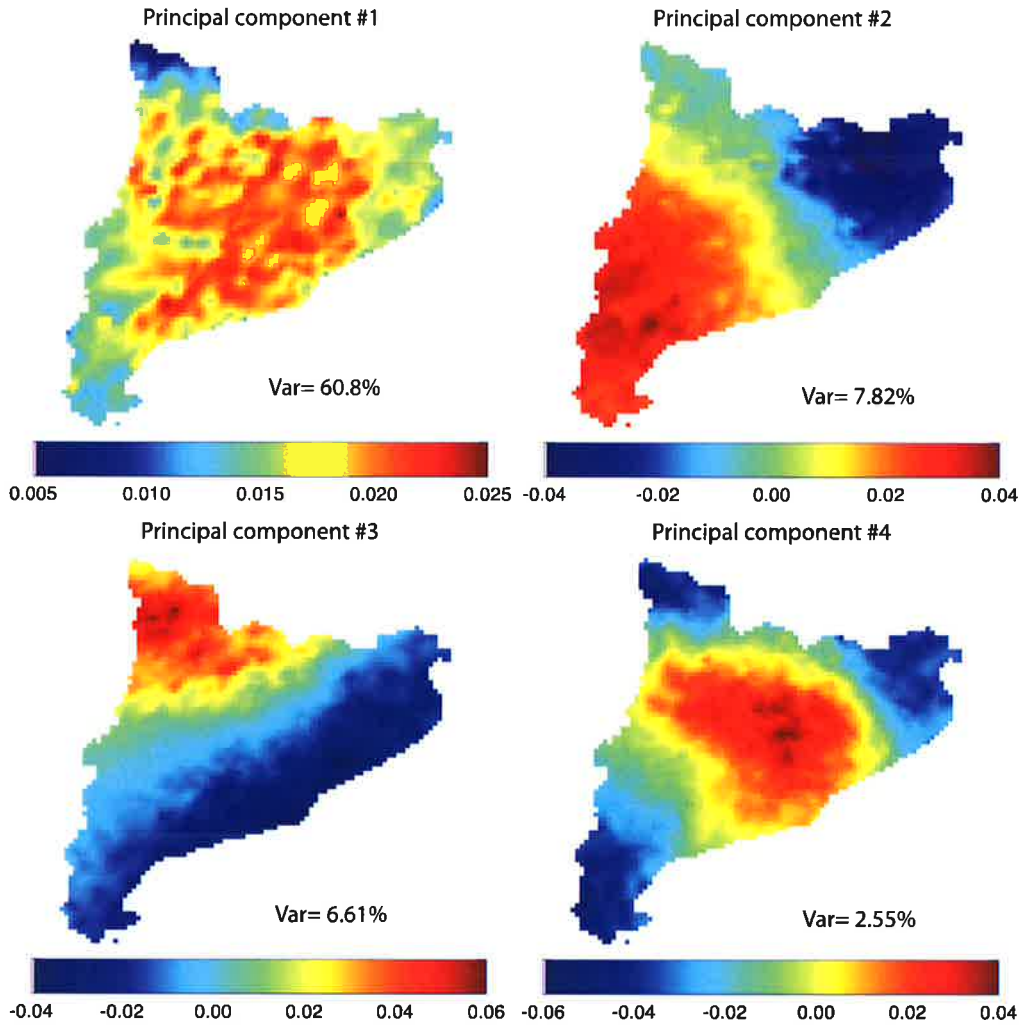 Principal component #1
Principal component #2
Var= 60.8%
Var= 7.82%
0.005 0.010 0.015 0.020 0.025
-0.04 -0.02 0.00 0.02 0.04
Principal component #3
Principal component #4
Var= 6.61%
Var= 2.55%
-0.04 -0.02 0.00 0.02 0.04 0.06
-0.06 -0.04 -0.02 0.00 0.02 0.04